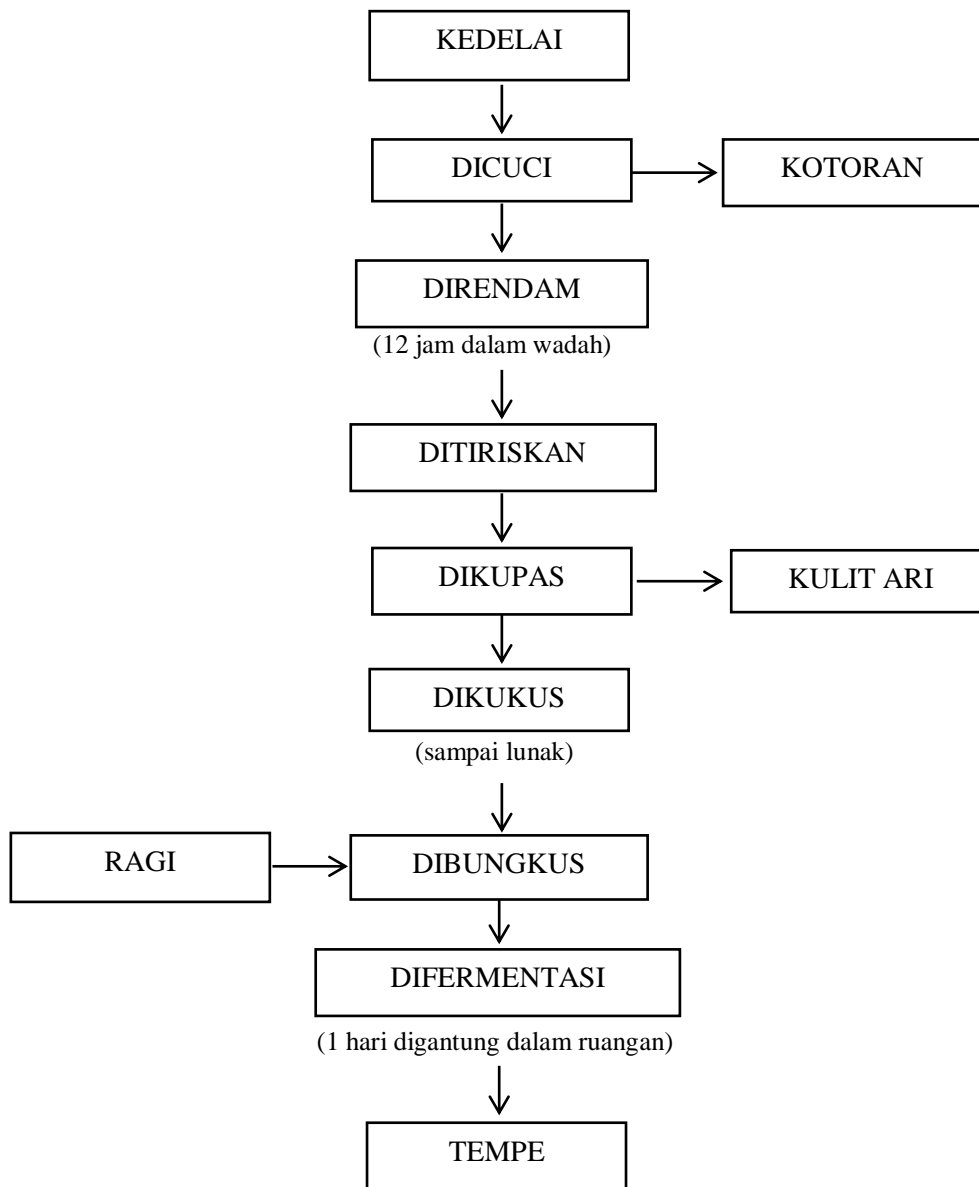 KEDELAI
DICUCI
KOTORAN
DIRENDAM
(12 jam dalam wadah)
DITIRISKAN
DIKUPAS
KULIT ARI
DIKUKUS
(sampai lunak)
RAGI
DIBUNGKUS
DIFERMENTASI
(1 hari digantung dalam ruangan)
TEMPE